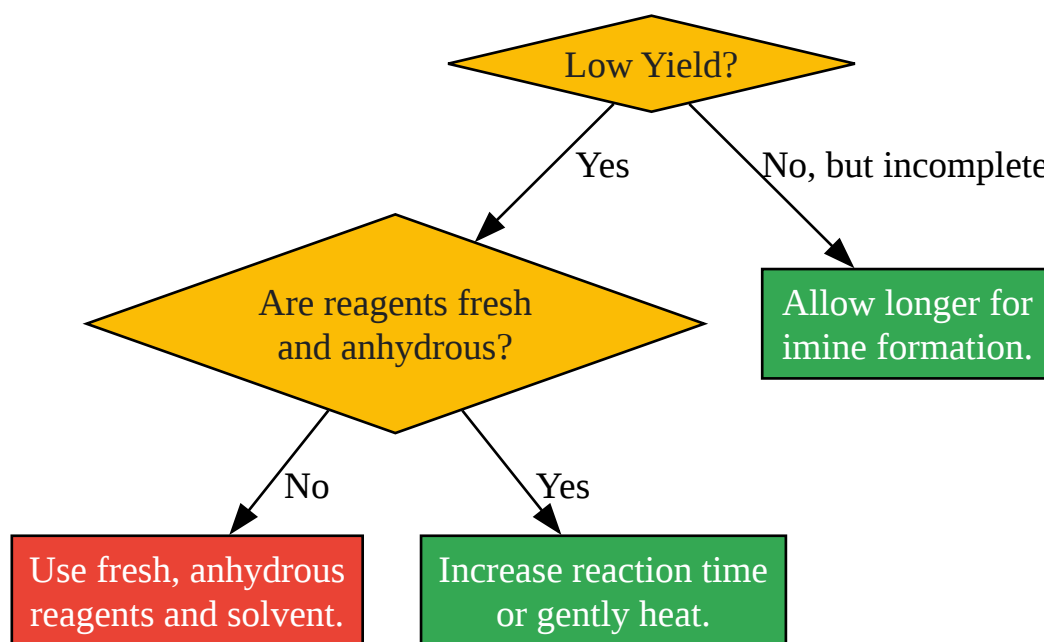 Low Yield?
Yes
No, but incomplete
Are reagents fresh
and anhydrous?
Allow longer for
imine formation.
No
Yes
Use fresh, anhydrous
reagents and solvent.
Increase reaction time
or gently heat.